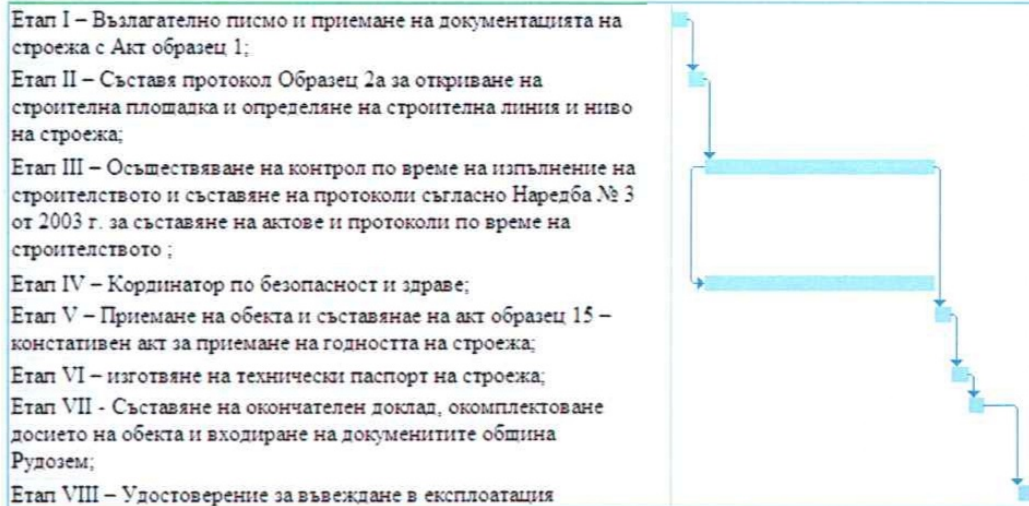 Етап I – Възлагателно писмо и приемане на документацията на
строежа с Акт образец 1;
Етап II – Съставя протокол Образец 2а за откриване на
строителна площадка и определяне на строителна линия и ниво
на строежа;
Етап III – Осъществяване на контрол по време на изпълнение на
строителството и съставяне на протоколи съгласно Наредба № 3
от 2003 г. за съставяне на актове и протоколи по време на
строителството ;
Етап IV – Кординатор по безопасност и здраве;
Етап V – Приемане на обекта и съставянае на акт образец 15 –
констативен акт за приемане на годността на строежа;
Етап VI – изготвяне на технически паспорт на строежа;
Етап VII - Съставяне на окончателен доклад, окомплектоване
досието на обекта и входиране на докуменитите община
Рудозем;
Етап VIII – Удостоверение за въвеждане в експлоатация